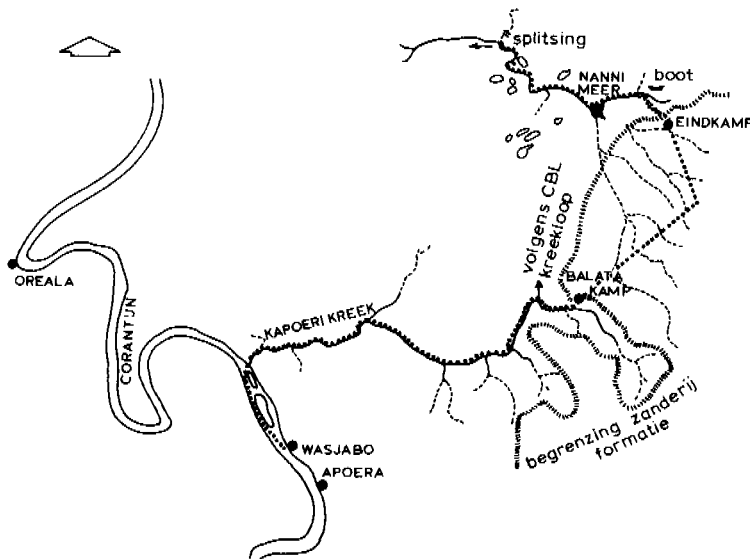 splitsing
NANNI
MEER
boot
EINDKAMP
volgens CBL
kreekloop
BALATA
KAMP
OREALA
CORANTIJN
KAPOERI KREEK
WASJABO
APOERA
begrenzing zanderij
formatie